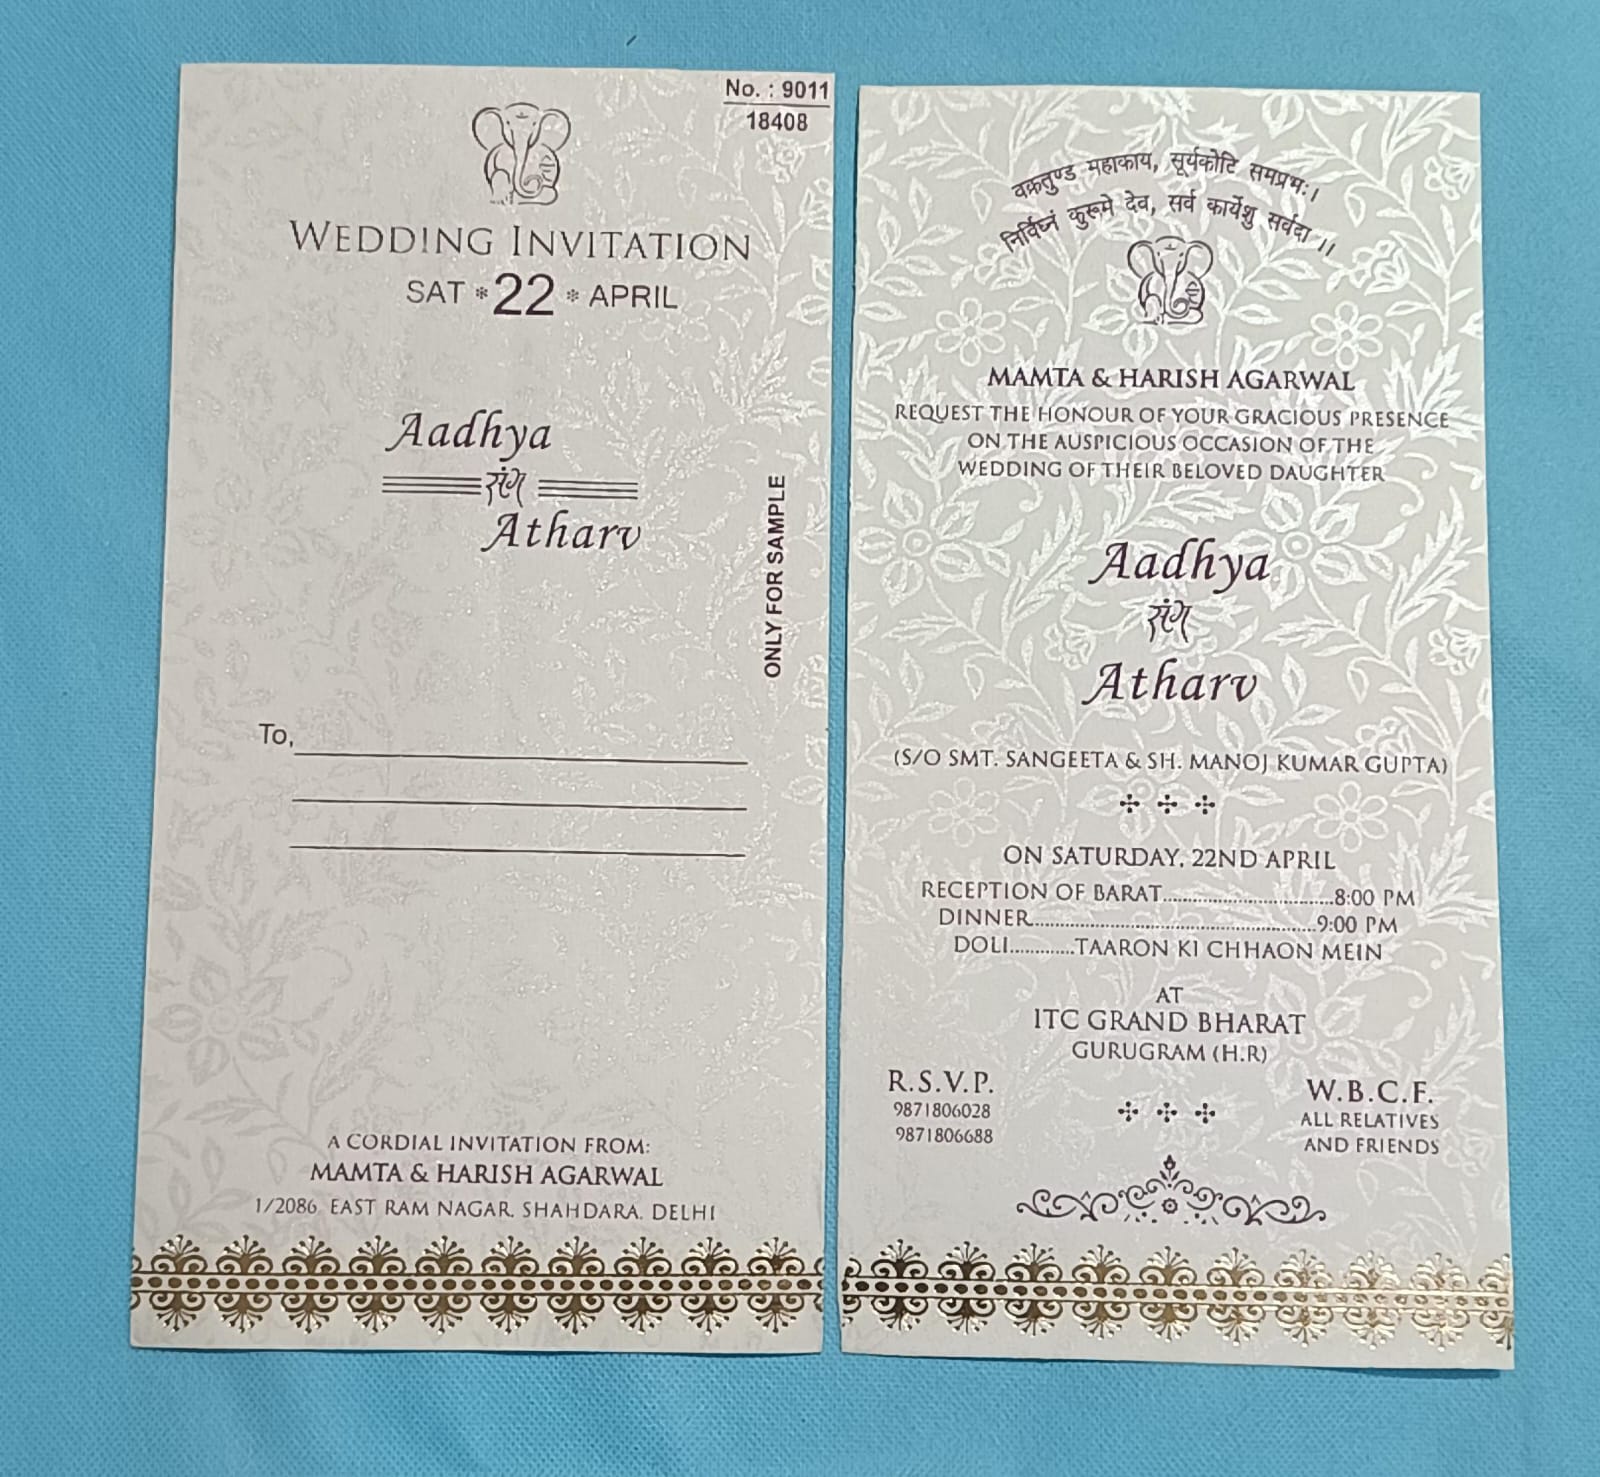 No. : 9011
18408
WEDDING INVITATION
SAT * 22 * APRIL
Aadhya
संग
Atharv
ONLY FOR SAMPLE
To,
A CORDIAL INVITATION FROM:
MAMTA & HARISH AGARWAL
1/2086, EAST RAM NAGAR, SHAHDARA, DELHI
वक्रतुण्ड महाकाय, सूर्यकोटि समप्रभः।
निर्विघ्नं कुरूमे देव, सर्व कार्येशु सर्वदा ।।
MAMTA & HARISH AGARWAL
REQUEST THE HONOUR OF YOUR GRACIOUS PRESENCE
ON THE AUSPICIOUS OCCASION OF THE
WEDDING OF THEIR BELOVED DAUGHTER
Aadhya
संग
Atharv
(S/O SMT. SANGEETA & SH. MANOJ KUMAR GUPTA)
ON SATURDAY, 22ND APRIL
RECEPTION OF BARAT..................................8:00 PM
DINNER........................................................9:00 PM
DOLI.............TAARON KI CHHAON MEIN
AT
ITC GRAND BHARAT
GURUGRAM (H.R)
R.S.V.P.
9871806028
9871806688
W.B.C.F.
ALL RELATIVES
AND FRIENDS